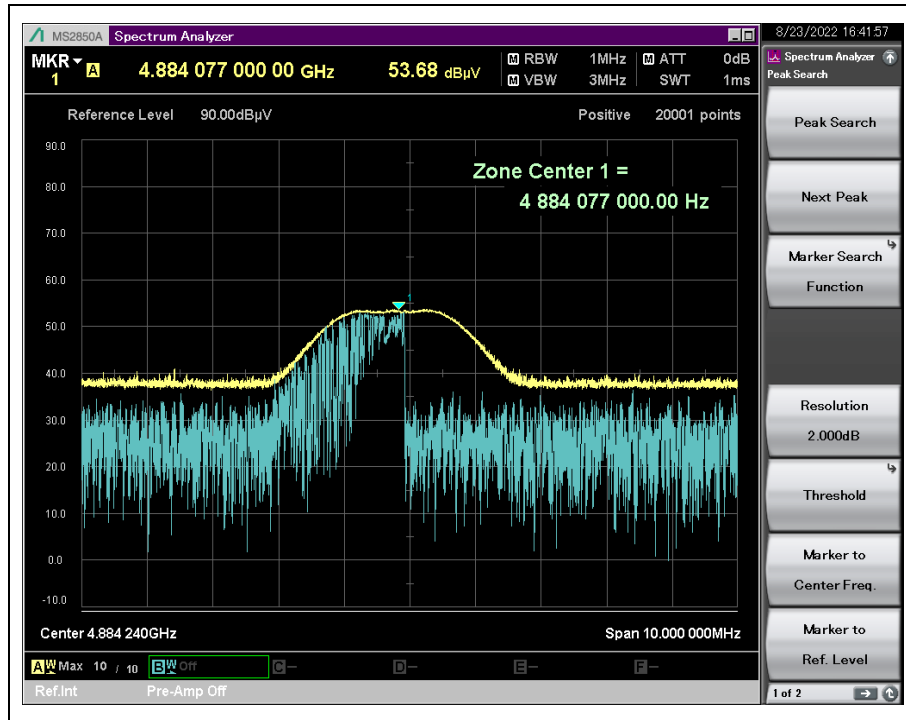 MS2850A Spectrum Analyzer
8/23/2022 16:41:57
MKR 1 A 4.884 077 000 00 GHz 53.68 dBµV
M RBW 1MHz M ATT 0dB
M VBW 3MHz SWT 1ms
Spectrum Analyzer
Peak Search
Reference Level 90.00dBµV Positive 20001 points
90.0
80.0
70.0
60.0
50.0
40.0
30.0
20.0
10.0
0.0
-10.0
Zone Center 1 =
4 884 077 000.00 Hz
1
Center 4.884 240GHz Span 10.000 000MHz
A W Max 10 / 10 B W Off C- D- E- F-
Ref.Int Pre-Amp Off
Peak Search
Next Peak
Marker Search
Function
Resolution
2.000dB
Threshold
Marker to
Center Freq.
Marker to
Ref. Level
1 of 2